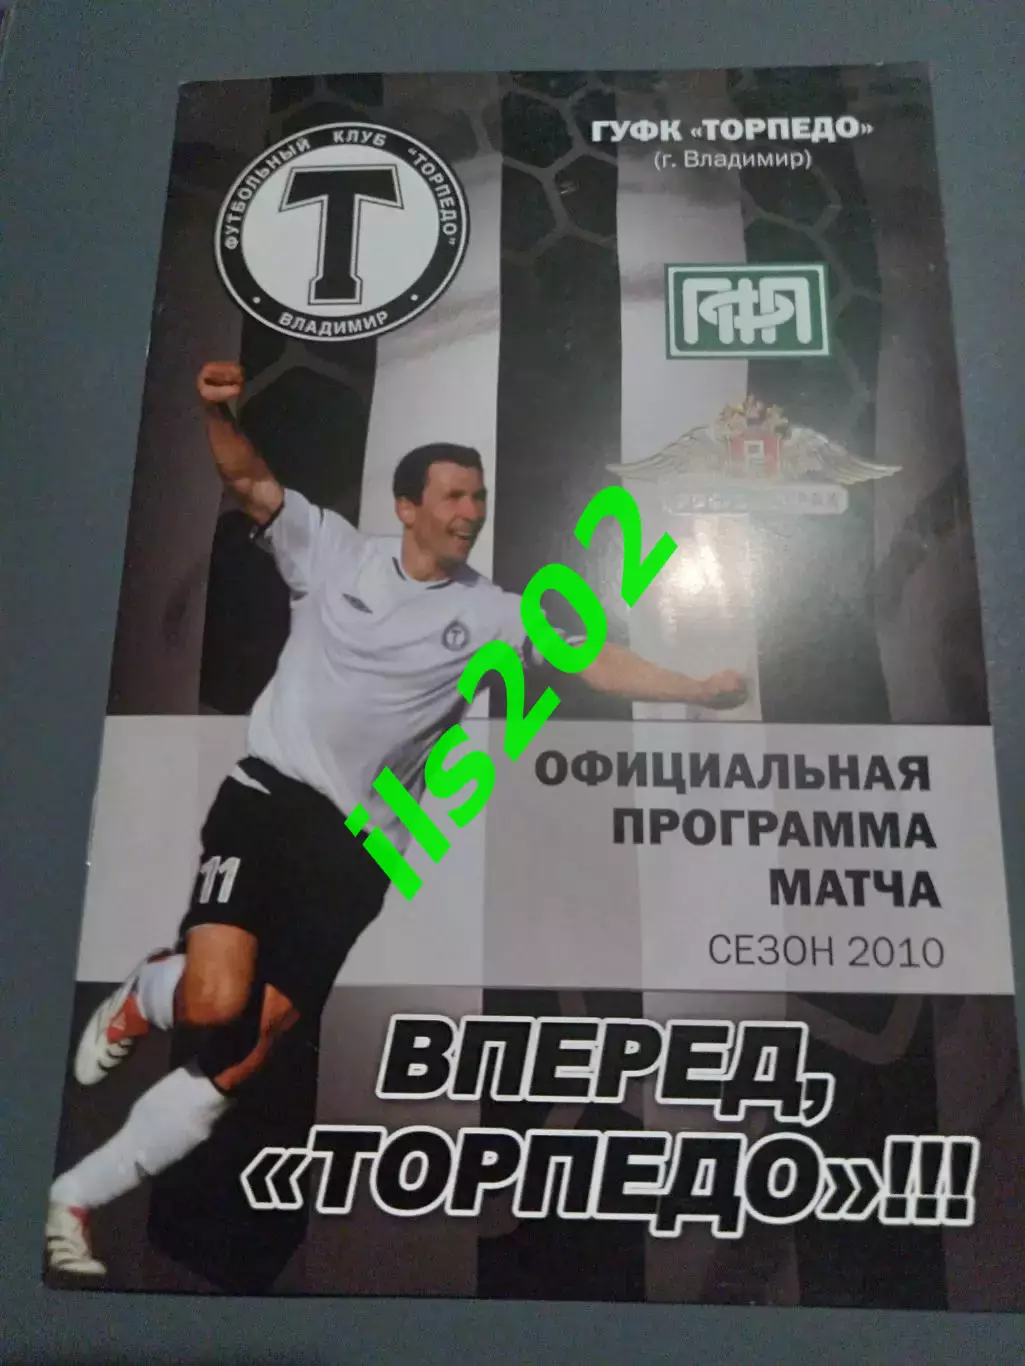 ФУТБОЛЬНЫЙ КЛУБ "ТОРПЕДО"
• ВЛАДИМИР •
Т
ГУФК «ТОРПЕДО»
(г. Владимир)
ПФЛ
Т
ils202
11
ОФИЦИАЛЬНАЯ
ПРОГРАММА
МАТЧА
СЕЗОН 2010
ВПЕРЕД,
«ТОРПЕДО»!!!